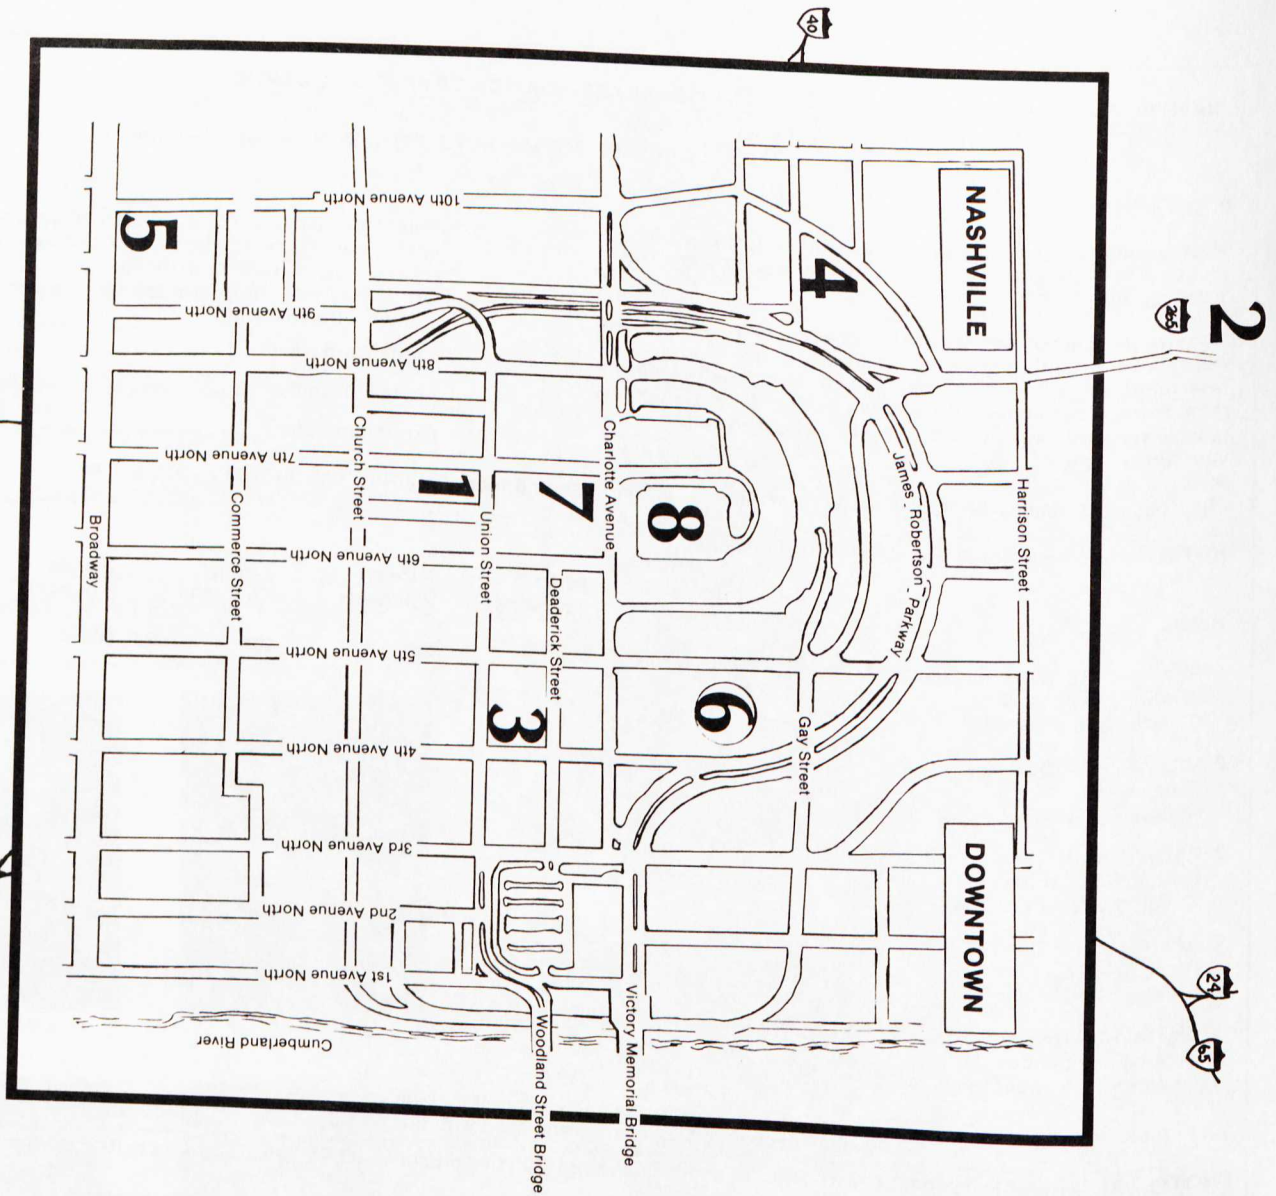 40
NASHVILLE
DOWNTOWN
2
265
24
65
4
5
1
7
8
3
6
Harrison Street
James Robertson Parkway
Gay Street
Charlotte Avenue
Victory Memorial Bridge
Deaderick Street
Woodland Street Bridge
Union Street
Church Street
Commerce Street
Broadway
10th Avenue North
9th Avenue North
8th Avenue North
7th Avenue North
6th Avenue North
5th Avenue North
4th Avenue North
3rd Avenue North
2nd Avenue North
1st Avenue North
Cumberland River